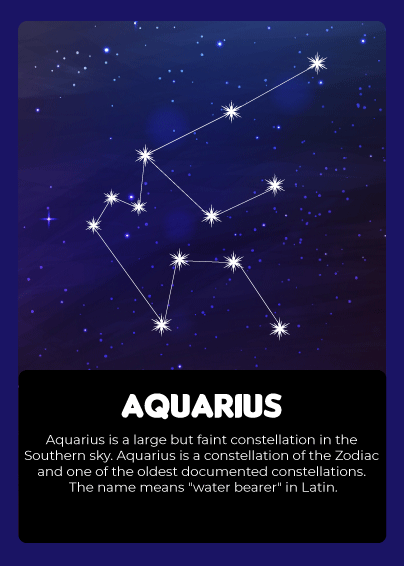 AQUARIUS
Aquarius is a large but faint constellation in the
Southern sky. Aquarius is a constellation of the Zodiac
and one of the oldest documented constellations.
The name means "water bearer" in Latin.